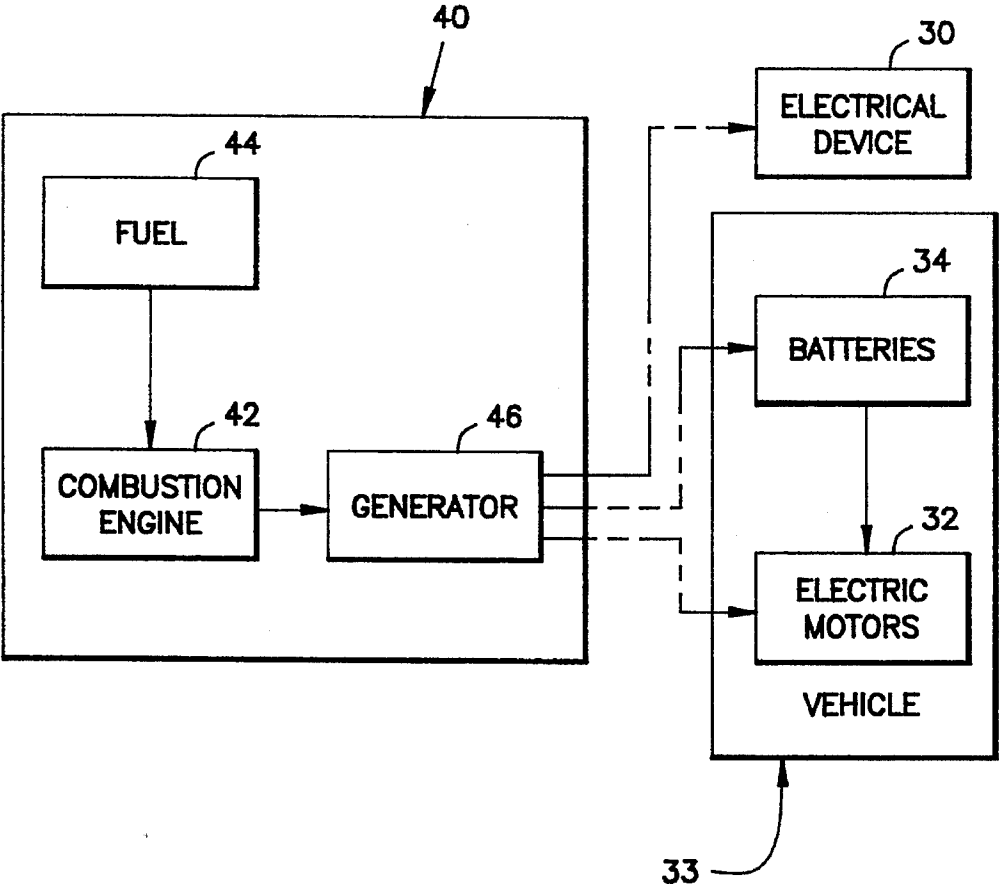 40
30
ELECTRICAL
DEVICE
44
FUEL
34
BATTERIES
42
COMBUSTION
ENGINE
46
GENERATOR
32
ELECTRIC
MOTORS
VEHICLE
33